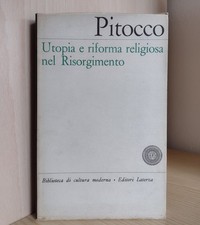 Pitocco
Utopia e riforma religiosa
nel Risorgimento
Biblioteca di cultura moderna • Editori Laterza